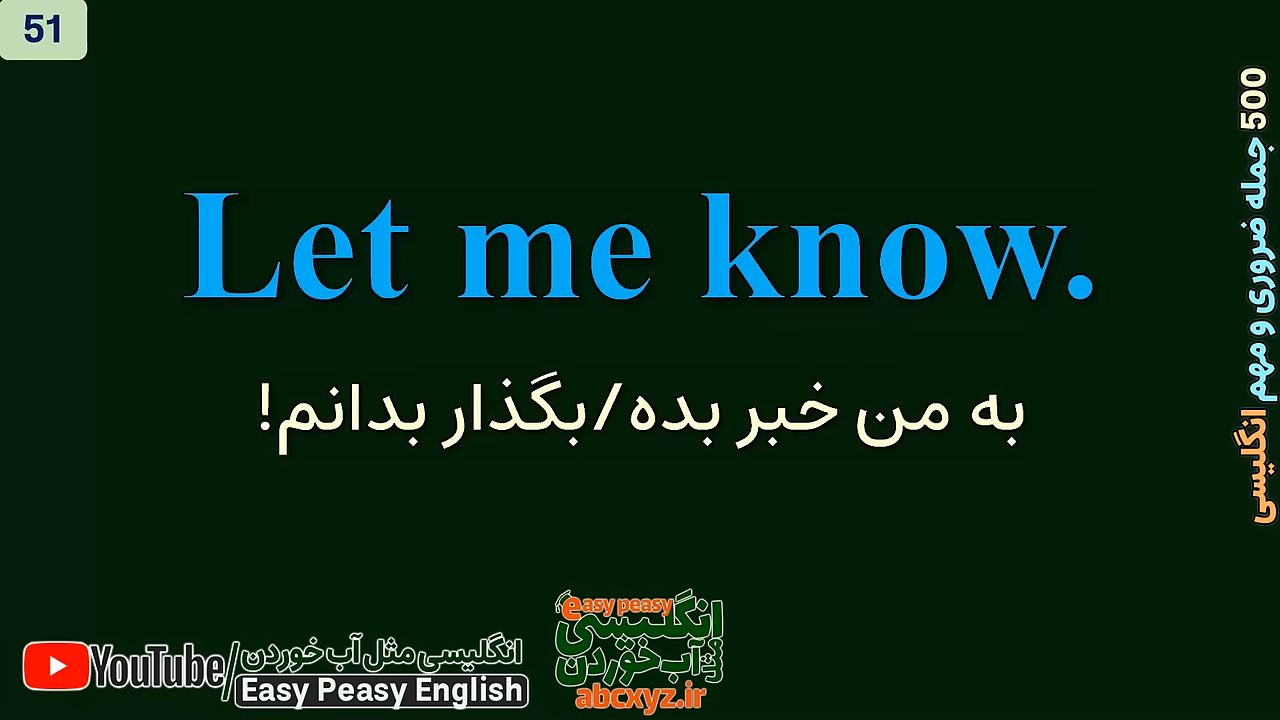 51
Let me know.
به من خبر بده/بگذار بدانم!
500 جمله ضروری و مهم انگلیسی
YouTube/انگلیسی مثل آب خوردن
Easy Peasy English
easy peasy
انگلیسی
مثل آب خوردن
abcxyz.ir